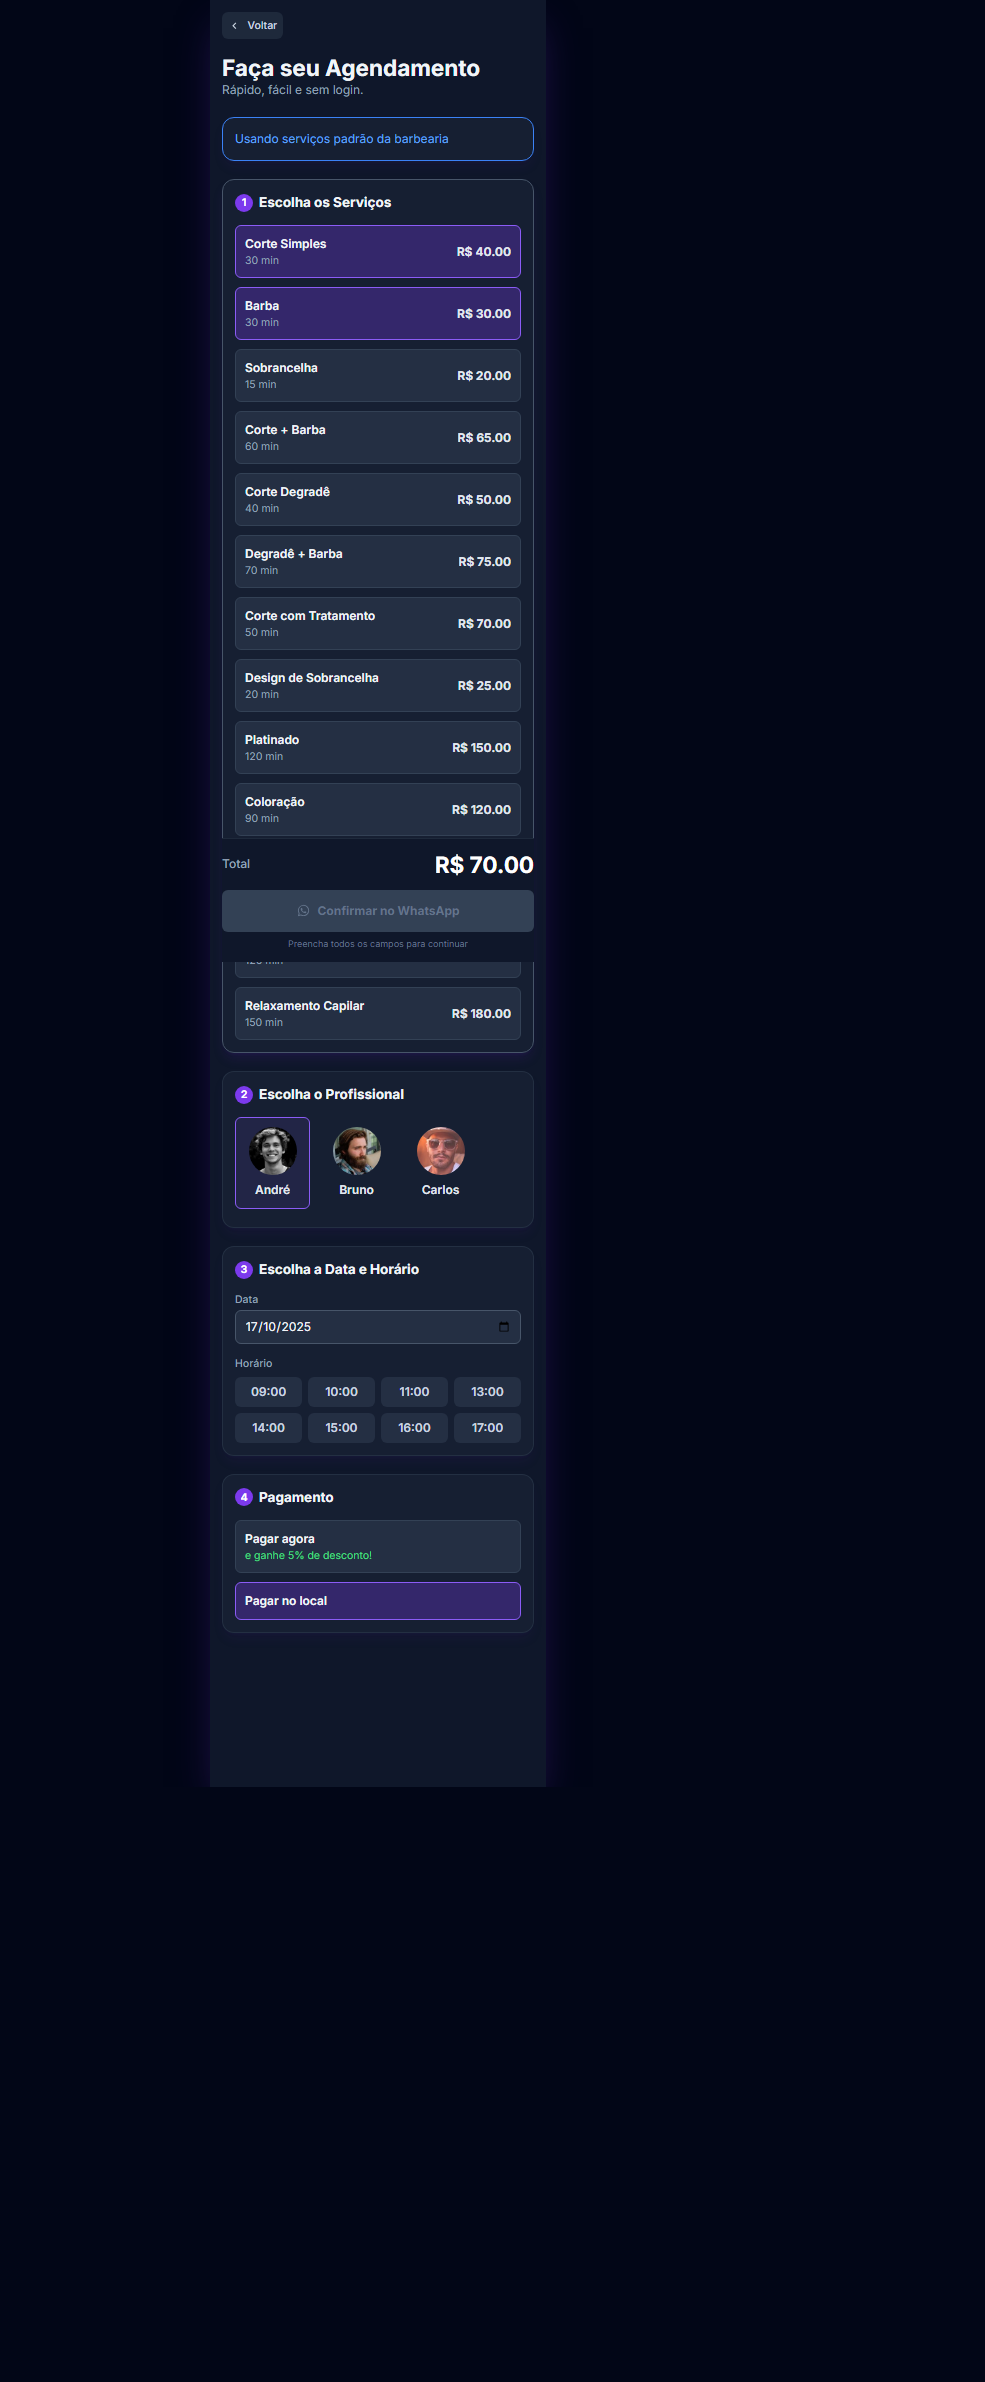 Voltar
Faça seu Agendamento
Rápido, fácil e sem login.
Usando serviços padrão da barbearia
1 Escolha os Serviços
Corte Simples
30 min
R$ 40.00
Barba
30 min
R$ 30.00
Sobrancelha
15 min
R$ 20.00
Corte + Barba
60 min
R$ 65.00
Corte Degradê
40 min
R$ 50.00
Degradê + Barba
70 min
R$ 75.00
Corte com Tratamento
50 min
R$ 70.00
Design de Sobrancelha
20 min
R$ 25.00
Platinado
120 min
R$ 150.00
Coloração
90 min
R$ 120.00
Total R$ 70.00
Confirmar no WhatsApp
Preencha todos os campos para continuar
Relaxamento Capilar
150 min
R$ 180.00
2 Escolha o Profissional
André Bruno Carlos
3 Escolha a Data e Horário
Data
17/10/2025
Horário
09:00 10:00 11:00 13:00
14:00 15:00 16:00 17:00
4 Pagamento
Pagar agora
e ganhe 5% de desconto!
Pagar no local